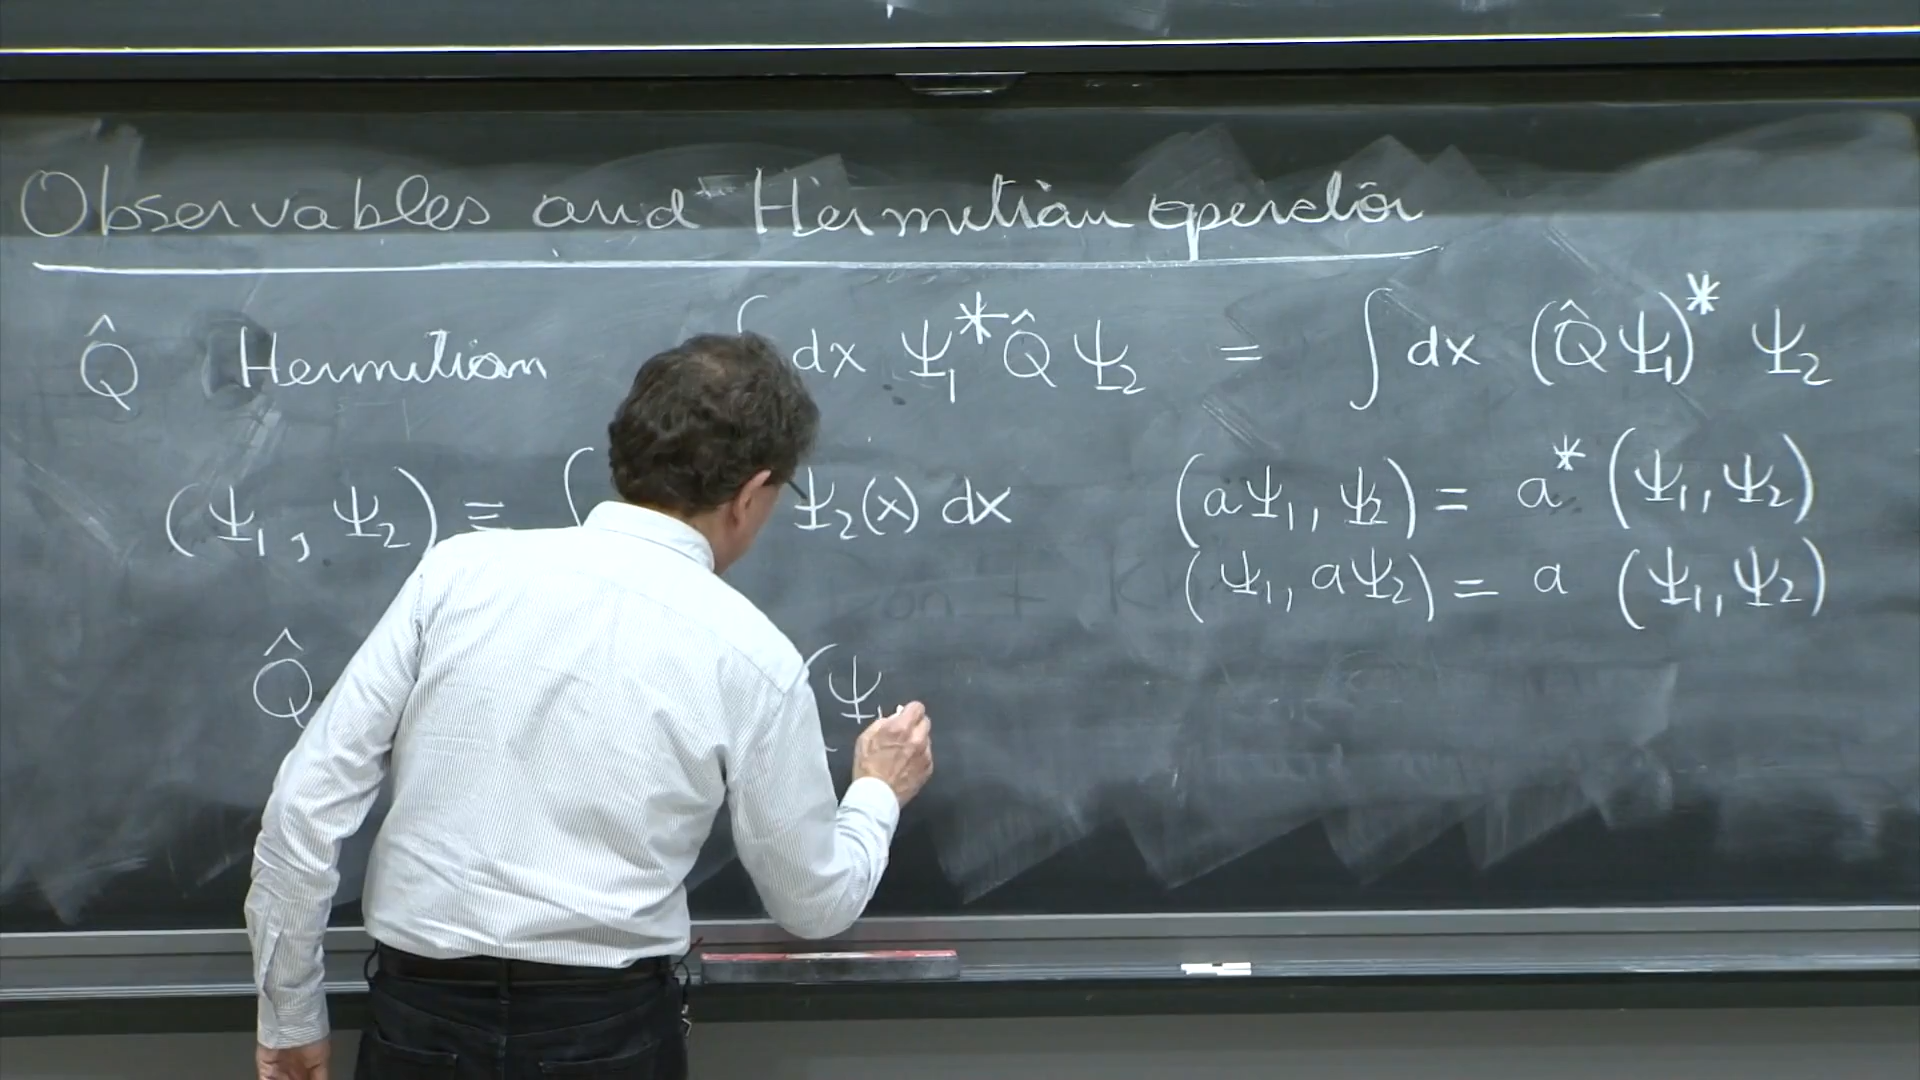 Observables and Hermitian operator
Q̂ Hermitian ∫ dx Ψ₁* Q̂ Ψ₂ = ∫ dx (Q̂ Ψ₁)* Ψ₂
(Ψ₁, Ψ₂) ≡ ∫ Ψ₂(x) dx
(aΨ₁, Ψ₂) = a* (Ψ₁, Ψ₂)
(Ψ₁, aΨ₂) = a (Ψ₁, Ψ₂)
Q̂ (Ψ₁